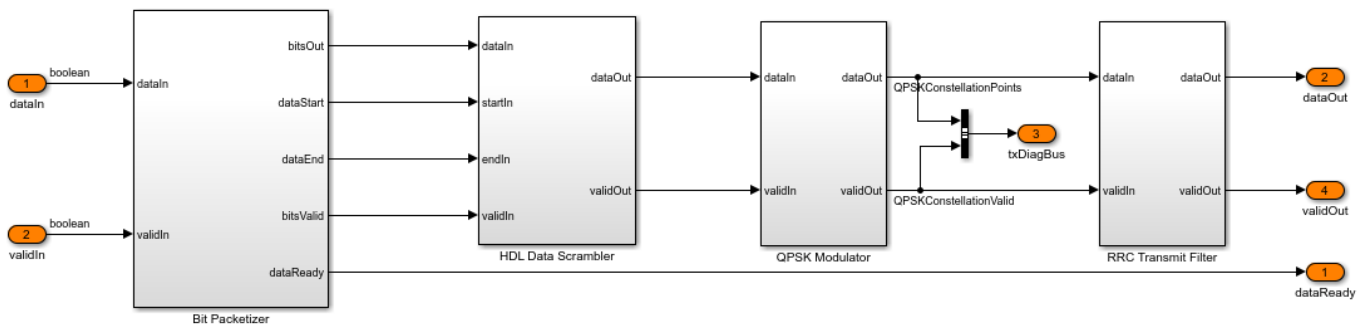 1
dataIn
boolean
2
validIn
boolean
dataIn
validIn
bitsOut
dataStart
dataEnd
bitsValid
dataReady
Bit Packetizer
dataIn
startIn
endIn
validIn
dataOut
validOut
HDL Data Scrambler
dataIn
validIn
dataOut
validOut
QPSK Modulator
QPSKConstellationPoints
QPSKConstellationValid
3
txDiagBus
dataIn
validIn
dataOut
validOut
RRC Transmit Filter
2
dataOut
4
validOut
1
dataReady